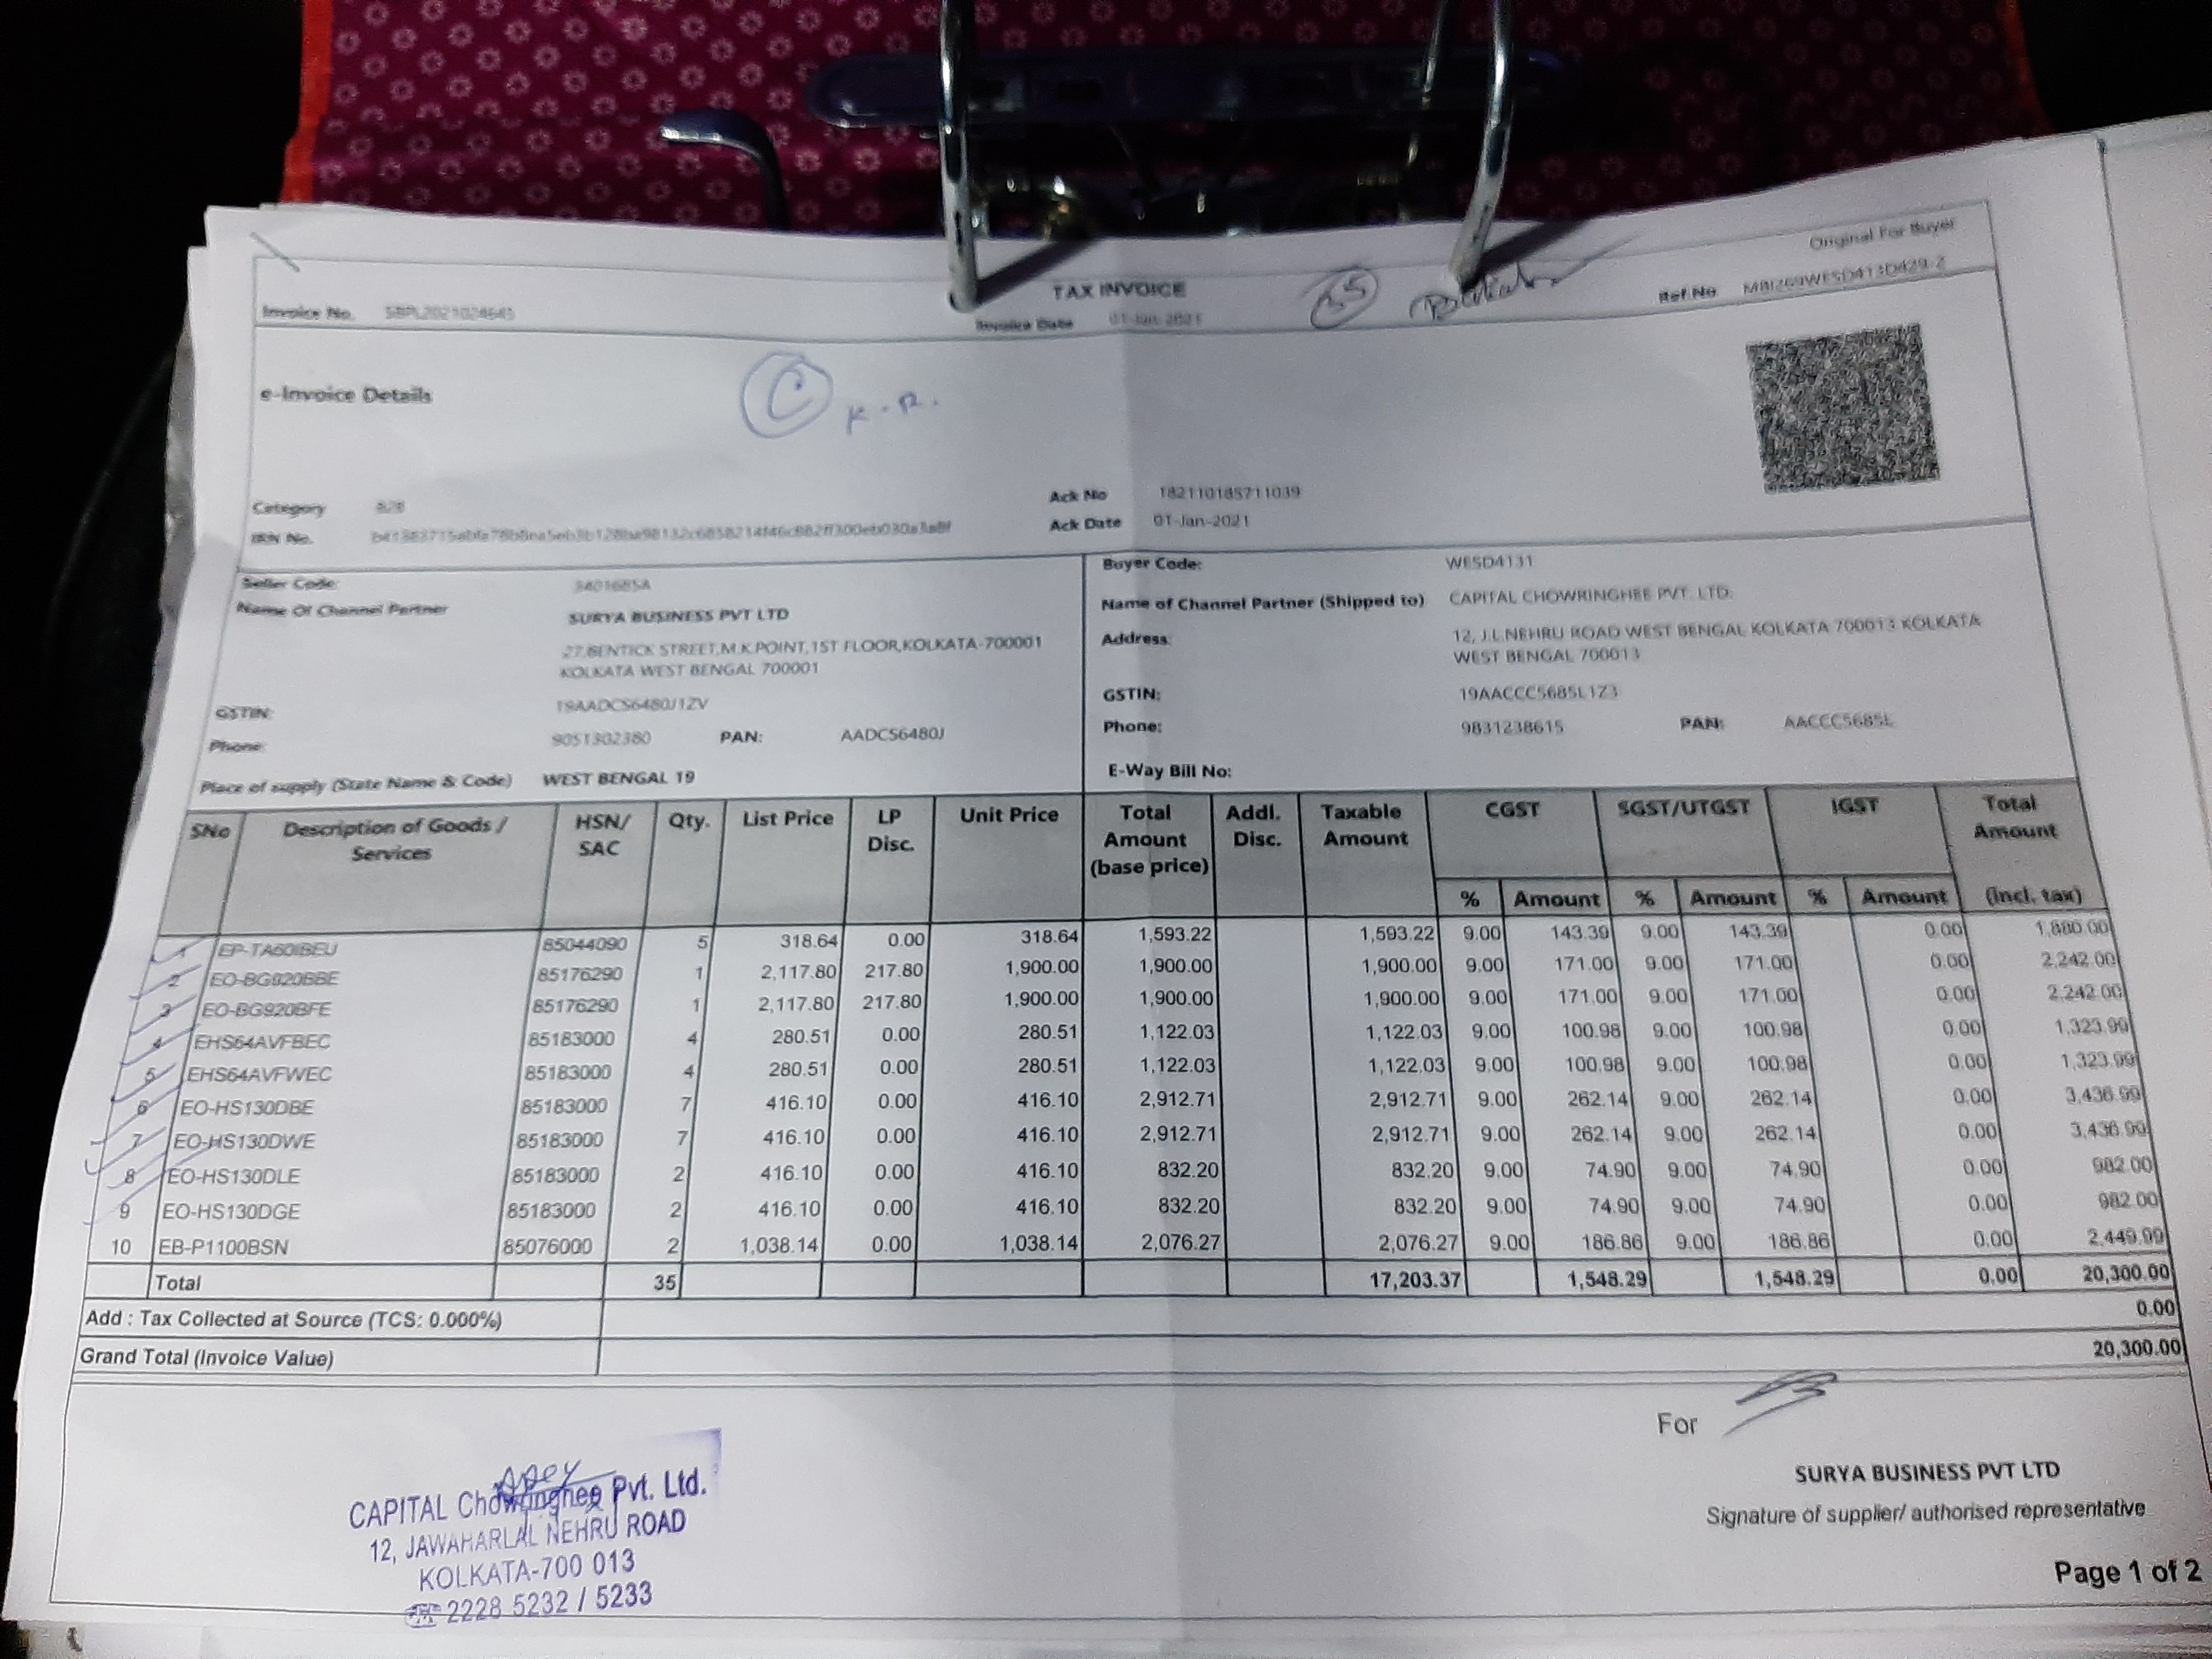 Original For Buyer
TAX INVOICE
Invoice No. Invoice Date Ref.No
e-Invoice Details
Category B2B Ack No 182110185711039
IRN No. Ack Date 01-Jan-2021
Seller Code: Buyer Code: WESD4131
Name Of Channel Partner SURYA BUSINESS PVT LTD Name of Channel Partner (Shipped to) CAPITAL CHOWRINGHEE PVT. LTD.
27,BENTICK STREET,M.K.POINT,1ST FLOOR,KOLKATA-700001 Address: 12, J.L.NEHRU ROAD WEST BENGAL KOLKATA 700013 KOLKATA
KOLKATA WEST BENGAL 700001 WEST BENGAL 700013
GSTIN: 19AADCS6480J1ZV GSTIN: 19AACCC5685L1Z3
Phone: 9051302380 PAN: AADCS6480J Phone: 9831238615 PAN: AACCC5685L
Place of supply (State Name & Code) WEST BENGAL 19 E-Way Bill No:
SNo Description of Goods / Services HSN/ SAC Qty. List Price LP Disc. Unit Price Total Amount (base price) Addl. Disc. Taxable Amount CGST SGST/UTGST IGST Total Amount (incl. tax)
% Amount % Amount % Amount
1 EP-TA60IBEU 85044090 5 318.64 0.00 318.64 1,593.22 1,593.22 9.00 143.39 9.00 143.39 0.00 1,880.00
2 EO-BG920BBE 85176290 1 2,117.80 217.80 1,900.00 1,900.00 1,900.00 9.00 171.00 9.00 171.00 0.00 2,242.00
3 EO-BG920BFE 85176290 1 2,117.80 217.80 1,900.00 1,900.00 1,900.00 9.00 171.00 9.00 171.00 0.00 2,242.00
4 EHS64AVFBEC 85183000 4 280.51 0.00 280.51 1,122.03 1,122.03 9.00 100.98 9.00 100.98 0.00 1,323.99
5 EHS64AVFWEC 85183000 4 280.51 0.00 280.51 1,122.03 1,122.03 9.00 100.98 9.00 100.98 0.00 1,323.99
6 EO-HS130DBE 85183000 7 416.10 0.00 416.10 2,912.71 2,912.71 9.00 262.14 9.00 262.14 0.00 3,436.99
7 EO-HS130DWE 85183000 7 416.10 0.00 416.10 2,912.71 2,912.71 9.00 262.14 9.00 262.14 0.00 3,436.99
8 EO-HS130DLE 85183000 2 416.10 0.00 416.10 832.20 832.20 9.00 74.90 9.00 74.90 0.00 982.00
9 EO-HS130DGE 85183000 2 416.10 0.00 416.10 832.20 832.20 9.00 74.90 9.00 74.90 0.00 982.00
10 EB-P1100BSN 85076000 2 1,038.14 0.00 1,038.14 2,076.27 2,076.27 9.00 186.86 9.00 186.86 0.00 2,449.99
Total 35 17,203.37 1,548.29 1,548.29 0.00 20,300.00
Add : Tax Collected at Source (TCS: 0.000%) 0.00
Grand Total (Invoice Value) 20,300.00
CAPITAL Chowringhee Pvt. Ltd.
12, JAWAHARLAL NEHRU ROAD
KOLKATA-700 013
2228 5232 / 5233
For
SURYA BUSINESS PVT LTD
Signature of supplier/ authorised representative
Page 1 of 2